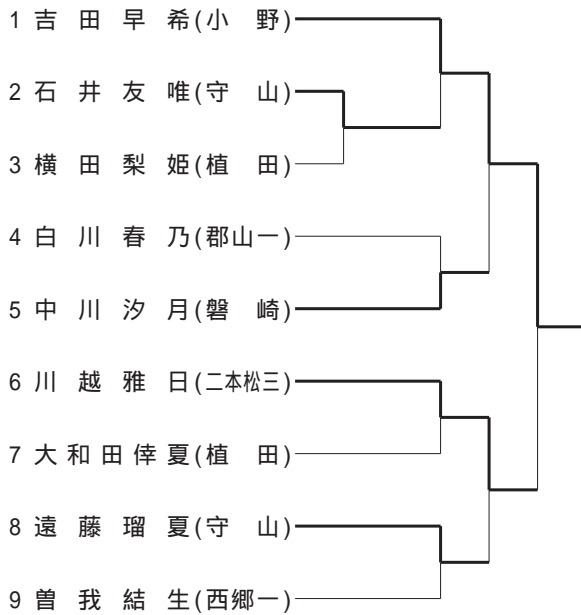 1 吉田早希(小野)
2 石井友唯(守山)
3 横田梨姫(植田)
4 白川春乃(郡山一)
5 中川汐月(磐崎)
6 川越雅日(二本松三)
7 大和田倖夏(植田)
8 遠藤瑠夏(守山)
9 曽我結生(西郷一)